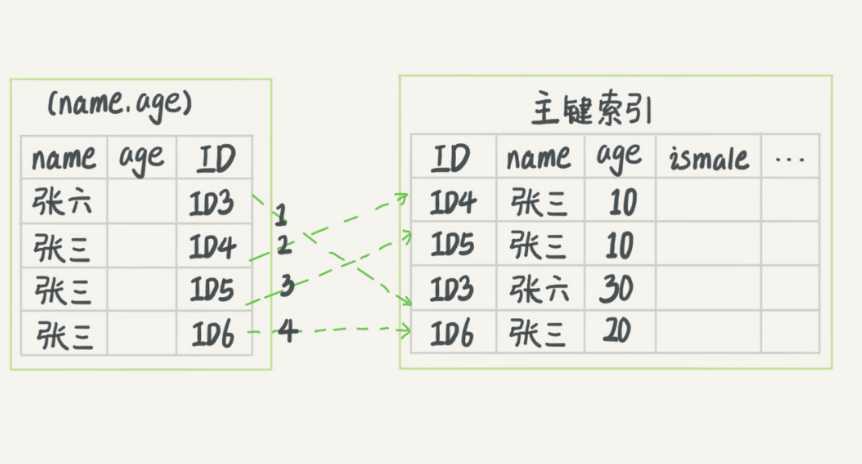 (name.age)
name age ID
张六 ID3
张三 ID4
张三 ID5
张三 ID6
1
2
3
4
主键索引
ID name age ismale ...
ID4 张三 10
ID5 张三 10
ID3 张六 30
ID6 张三 20